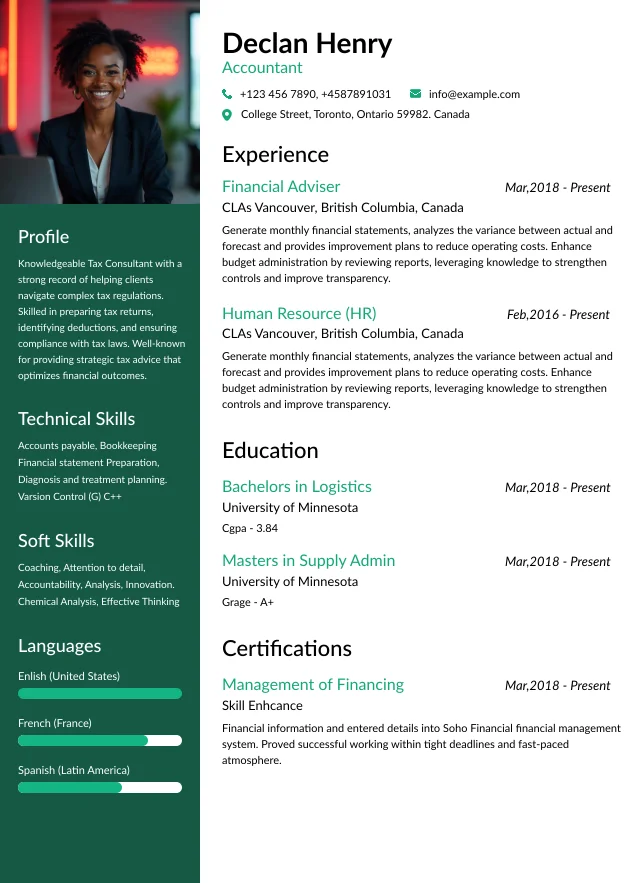 Declan Henry
Accountant
+123 456 7890, +4587891031
info@example.com
College Street, Toronto, Ontario 59982. Canada
Profile
Knowledgeable Tax Consultant with a
strong record of helping clients
navigate complex tax regulations.
Skilled in preparing tax returns,
identifying deductions, and ensuring
compliance with tax laws. Well-known
for providing strategic tax advice that
optimizes financial outcomes.
Technical Skills
Accounts payable, Bookkeeping
Financial statement Preparation,
Diagnosis and treatment planning.
Varsion Control (G) C++
Soft Skills
Coaching, Attention to detail,
Accountability, Analysis, Innovation.
Chemical Analysis, Effective Thinking
Languages
Enlish (United States)
French (France)
Spanish (Latin America)
Experience
Financial Adviser Mar,2018 - Present
CLAs Vancouver, British Columbia, Canada
Generate monthly financial statements, analyzes the variance between actual and
forecast and provides improvement plans to reduce operating costs. Enhance
budget administration by reviewing reports, leveraging knowledge to strengthen
controls and improve transparency.
Human Resource (HR) Feb,2016 - Present
CLAs Vancouver, British Columbia, Canada
Generate monthly financial statements, analyzes the variance between actual and
forecast and provides improvement plans to reduce operating costs. Enhance
budget administration by reviewing reports, leveraging knowledge to strengthen
controls and improve transparency.
Education
Bachelors in Logistics Mar,2018 - Present
University of Minnesota
Cgpa - 3.84
Masters in Supply Admin Mar,2018 - Present
University of Minnesota
Grage - A+
Certifications
Management of Financing Mar,2018 - Present
Skill Enhcance
Financial information and entered details into Soho Financial financial management
system. Proved successful working within tight deadlines and fast-paced
atmosphere.